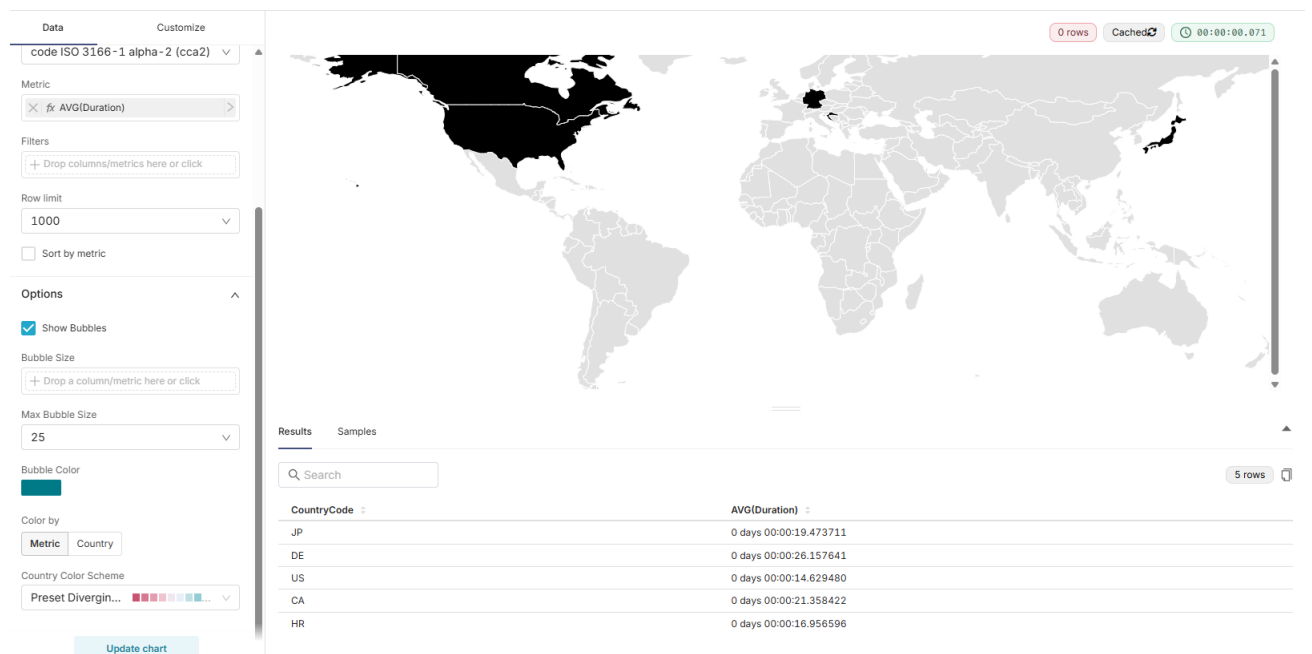 Data
Customize
code ISO 3166-1 alpha-2 (cca2)
Metric
fx AVG(Duration)
Filters
+ Drop columns/metrics here or click
Row limit
1000
Sort by metric
Options
Show Bubbles
Bubble Size
+ Drop a column/metric here or click
Max Bubble Size
25
Bubble Color
Color by
Metric Country
Country Color Scheme
Preset Divergin...
Update chart
0 rows Cached 00:00:00.071
Results Samples
Search
5 rows
CountryCode AVG(Duration)
JP 0 days 00:00:19.473711
DE 0 days 00:00:26.157641
US 0 days 00:00:14.629480
CA 0 days 00:00:21.358422
HR 0 days 00:00:16.956596